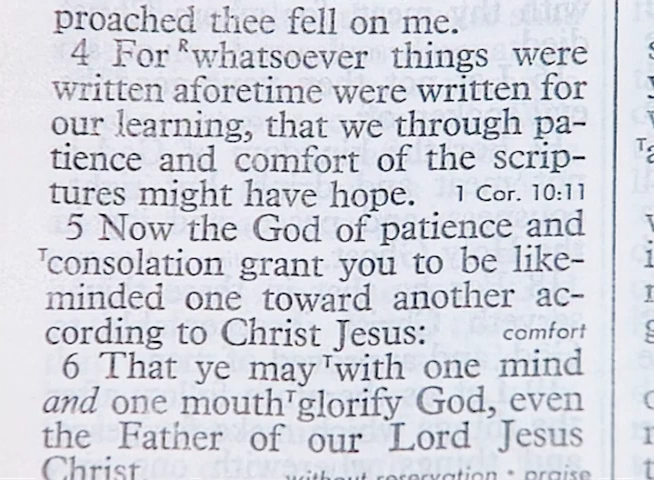 proached thee fell on me.
4 For ᴿwhatsoever things were
written aforetime were written for
our learning, that we through pa-
tience and comfort of the scrip-
tures might have hope. 1 Cor. 10:11
5 Now the God of patience and
ᵀconsolation grant you to be like-
minded one toward another ac-
cording to Christ Jesus: comfort
6 That ye may ᵀwith one mind
and one mouth ᵀglorify God, even
the Father of our Lord Jesus
Christ. without reservation · praise